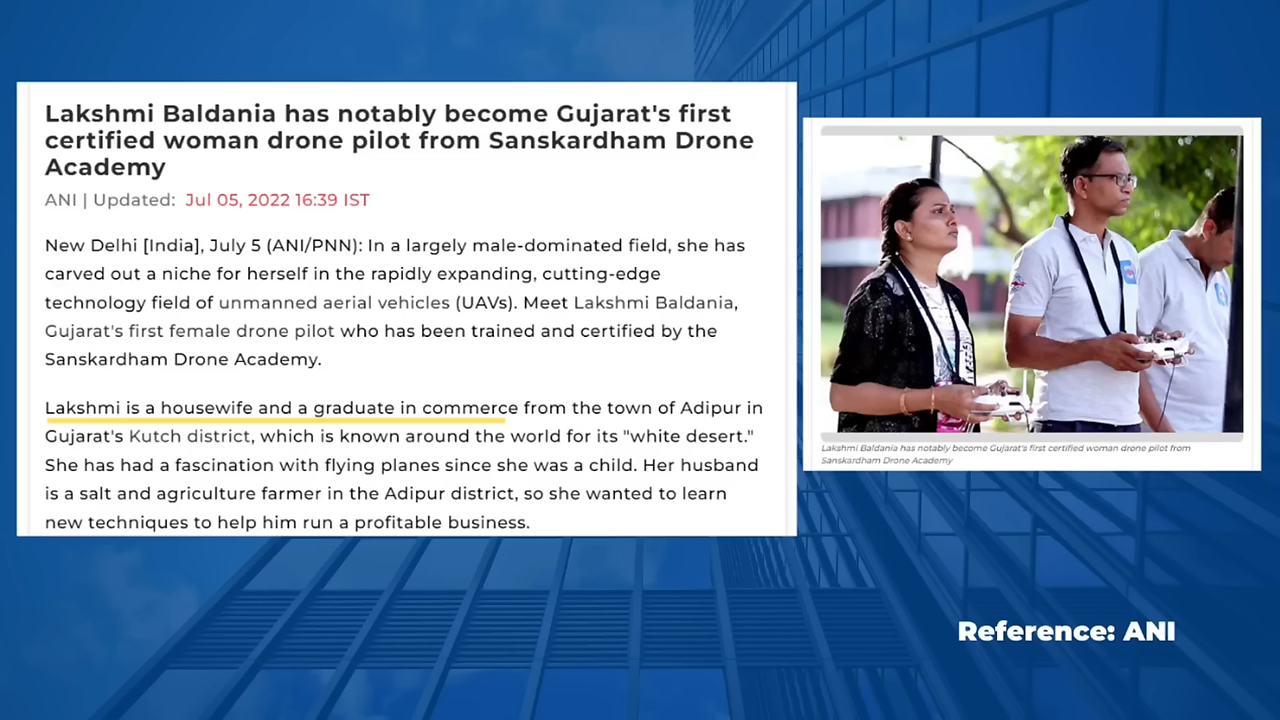 Lakshmi Baldania has notably become Gujarat's first
certified woman drone pilot from Sanskardham Drone
Academy
ANI | Updated: Jul 05, 2022 16:39 IST
New Delhi [India], July 5 (ANI/PNN): In a largely male-dominated field, she has
carved out a niche for herself in the rapidly expanding, cutting-edge
technology field of unmanned aerial vehicles (UAVs). Meet Lakshmi Baldania,
Gujarat's first female drone pilot who has been trained and certified by the
Sanskardham Drone Academy.
Lakshmi is a housewife and a graduate in commerce from the town of Adipur in
Gujarat's Kutch district, which is known around the world for its "white desert."
She has had a fascination with flying planes since she was a child. Her husband
is a salt and agriculture farmer in the Adipur district, so she wanted to learn
new techniques to help him run a profitable business.
Lakshmi Baldania has notably become Gujarat's first certified woman drone pilot from
Sanskardham Drone Academy
Reference: ANI